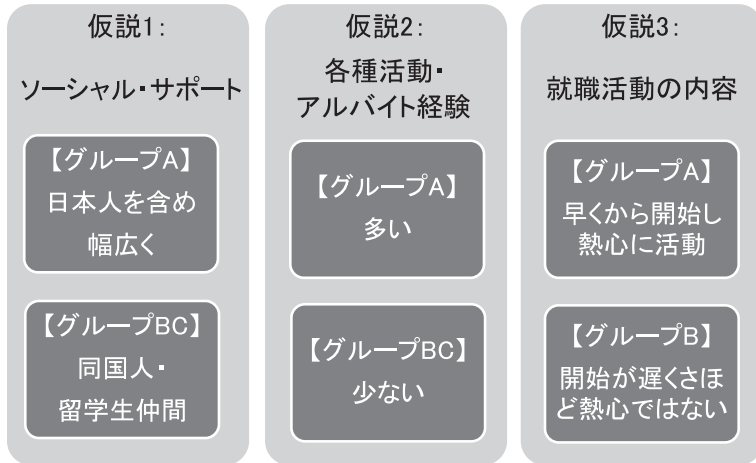 仮説1：
ソーシャル・サポート
【グループA】
日本人を含め
幅広く
【グループBC】
同国人・
留学生仲間
仮説2：
各種活動・
アルバイト経験
【グループA】
多い
【グループBC】
少ない
仮説3：
就職活動の内容
【グループA】
早くから開始し
熱心に活動
【グループB】
開始が遅くさほ
ど熱心ではない